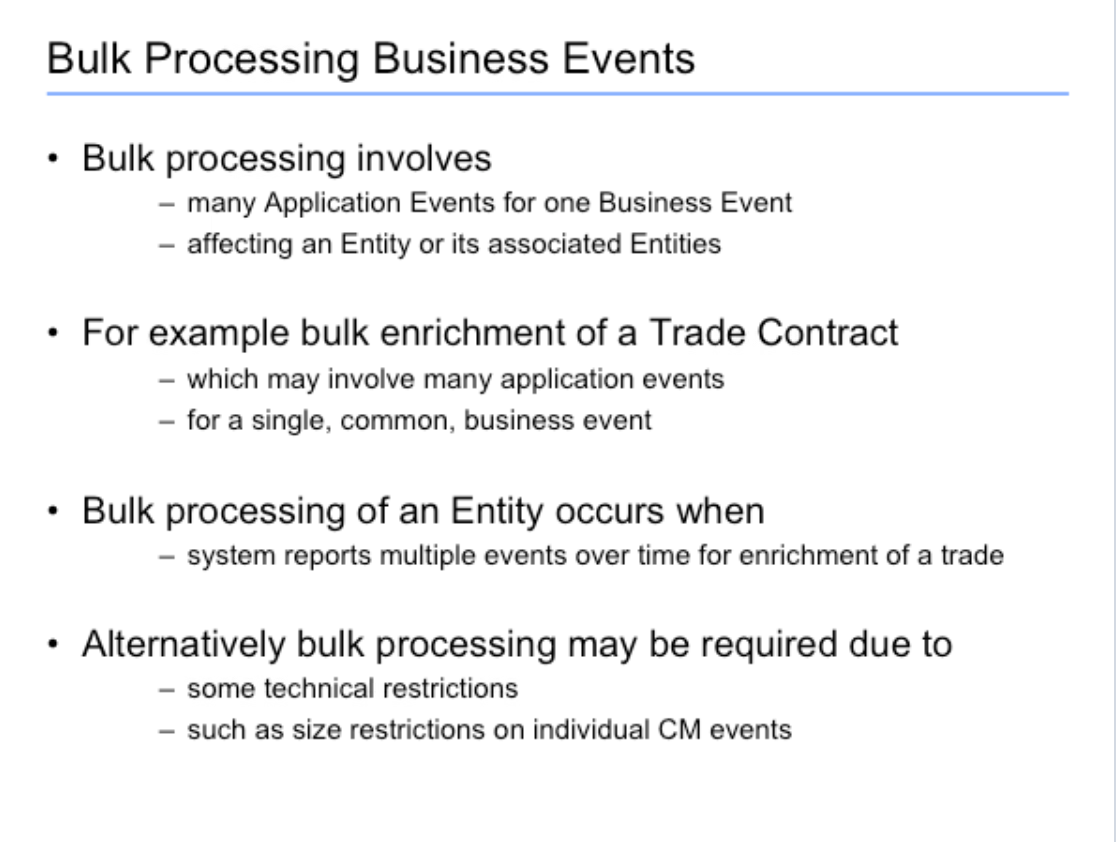 Bulk Processing Business Events
• Bulk processing involves
– many Application Events for one Business Event
– affecting an Entity or its associated Entities
• For example bulk enrichment of a Trade Contract
– which may involve many application events
– for a single, common, business event
• Bulk processing of an Entity occurs when
– system reports multiple events over time for enrichment of a trade
• Alternatively bulk processing may be required due to
– some technical restrictions
– such as size restrictions on individual CM events